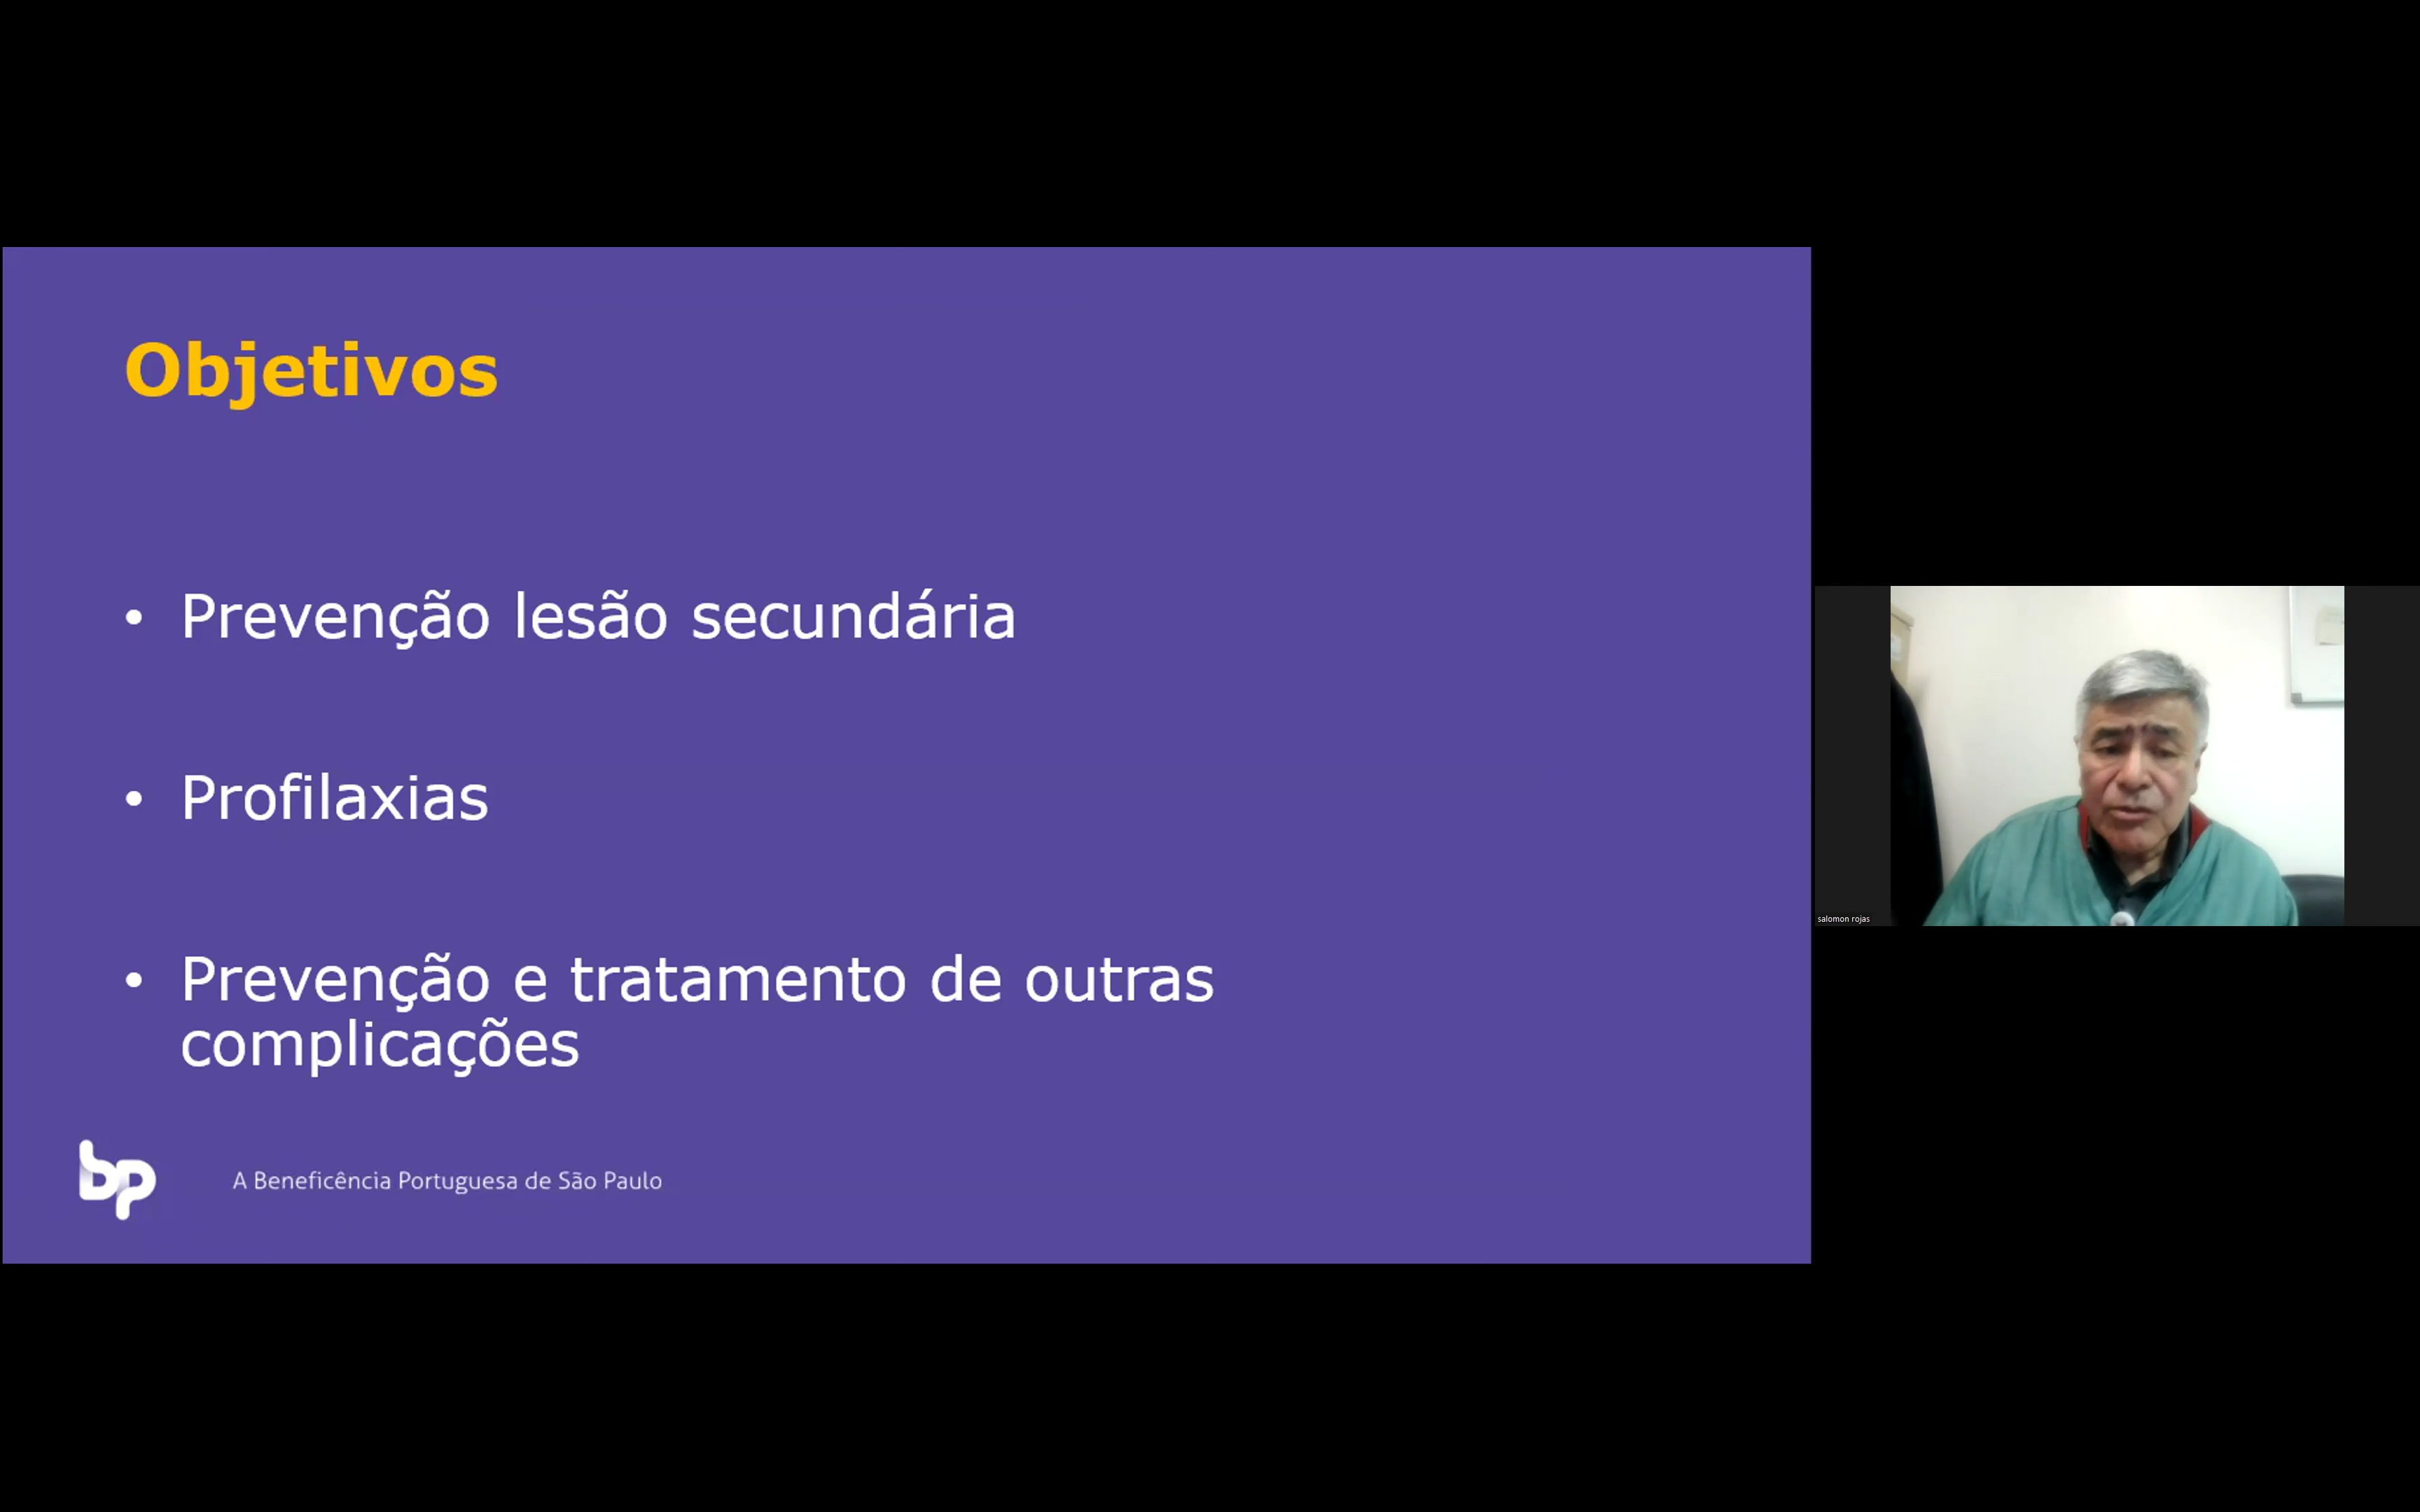 Objetivos
• Prevenção lesão secundária
• Profilaxias
• Prevenção e tratamento de outras
complicações
bp
A Beneficência Portuguesa de São Paulo
salomon rojas